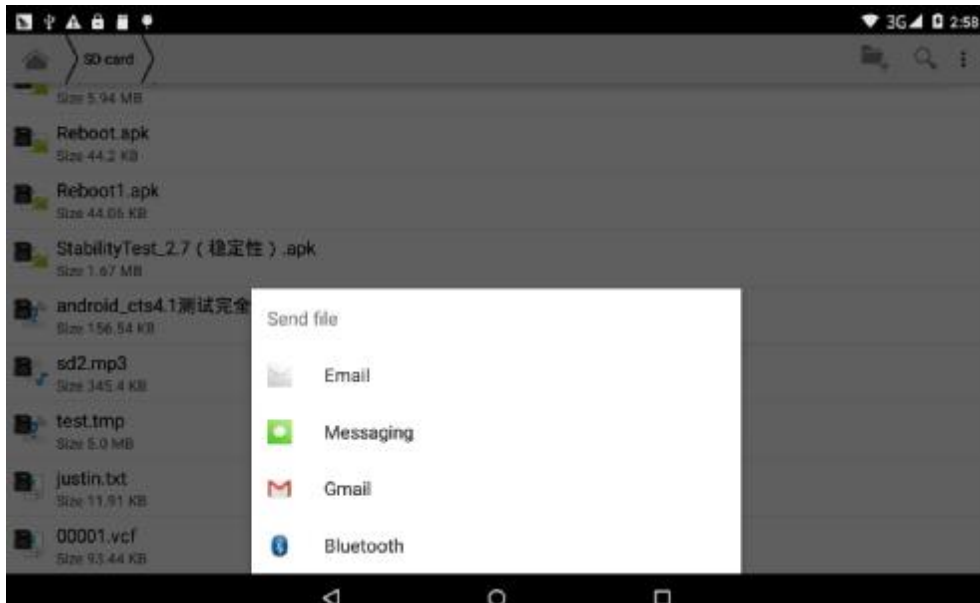 3G 2:58
SD card
Size 5.94 MB
Reboot.apk
Size 44.2 KB
Reboot1.apk
Size 44.06 KB
StabilityTest_2.7（稳定性）.apk
Size 1.67 MB
android_cts4.1测试完全
Size 156.54 KB
sd2.mp3
Size 345.4 KB
test.tmp
Size 5.0 MB
justin.txt
Size 11.91 KB
00001.vcf
Size 93.44 KB
Send file
Email
Messaging
Gmail
Bluetooth